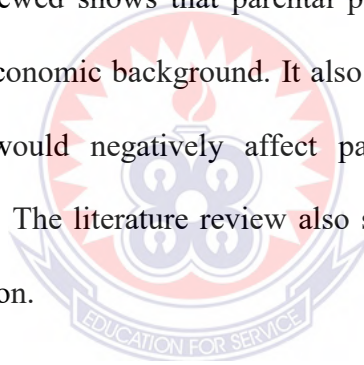 ewed shows that parental p
conomic background. It also
would negatively affect pa
The literature review also s
on.
EDUCATION FOR SERVICE